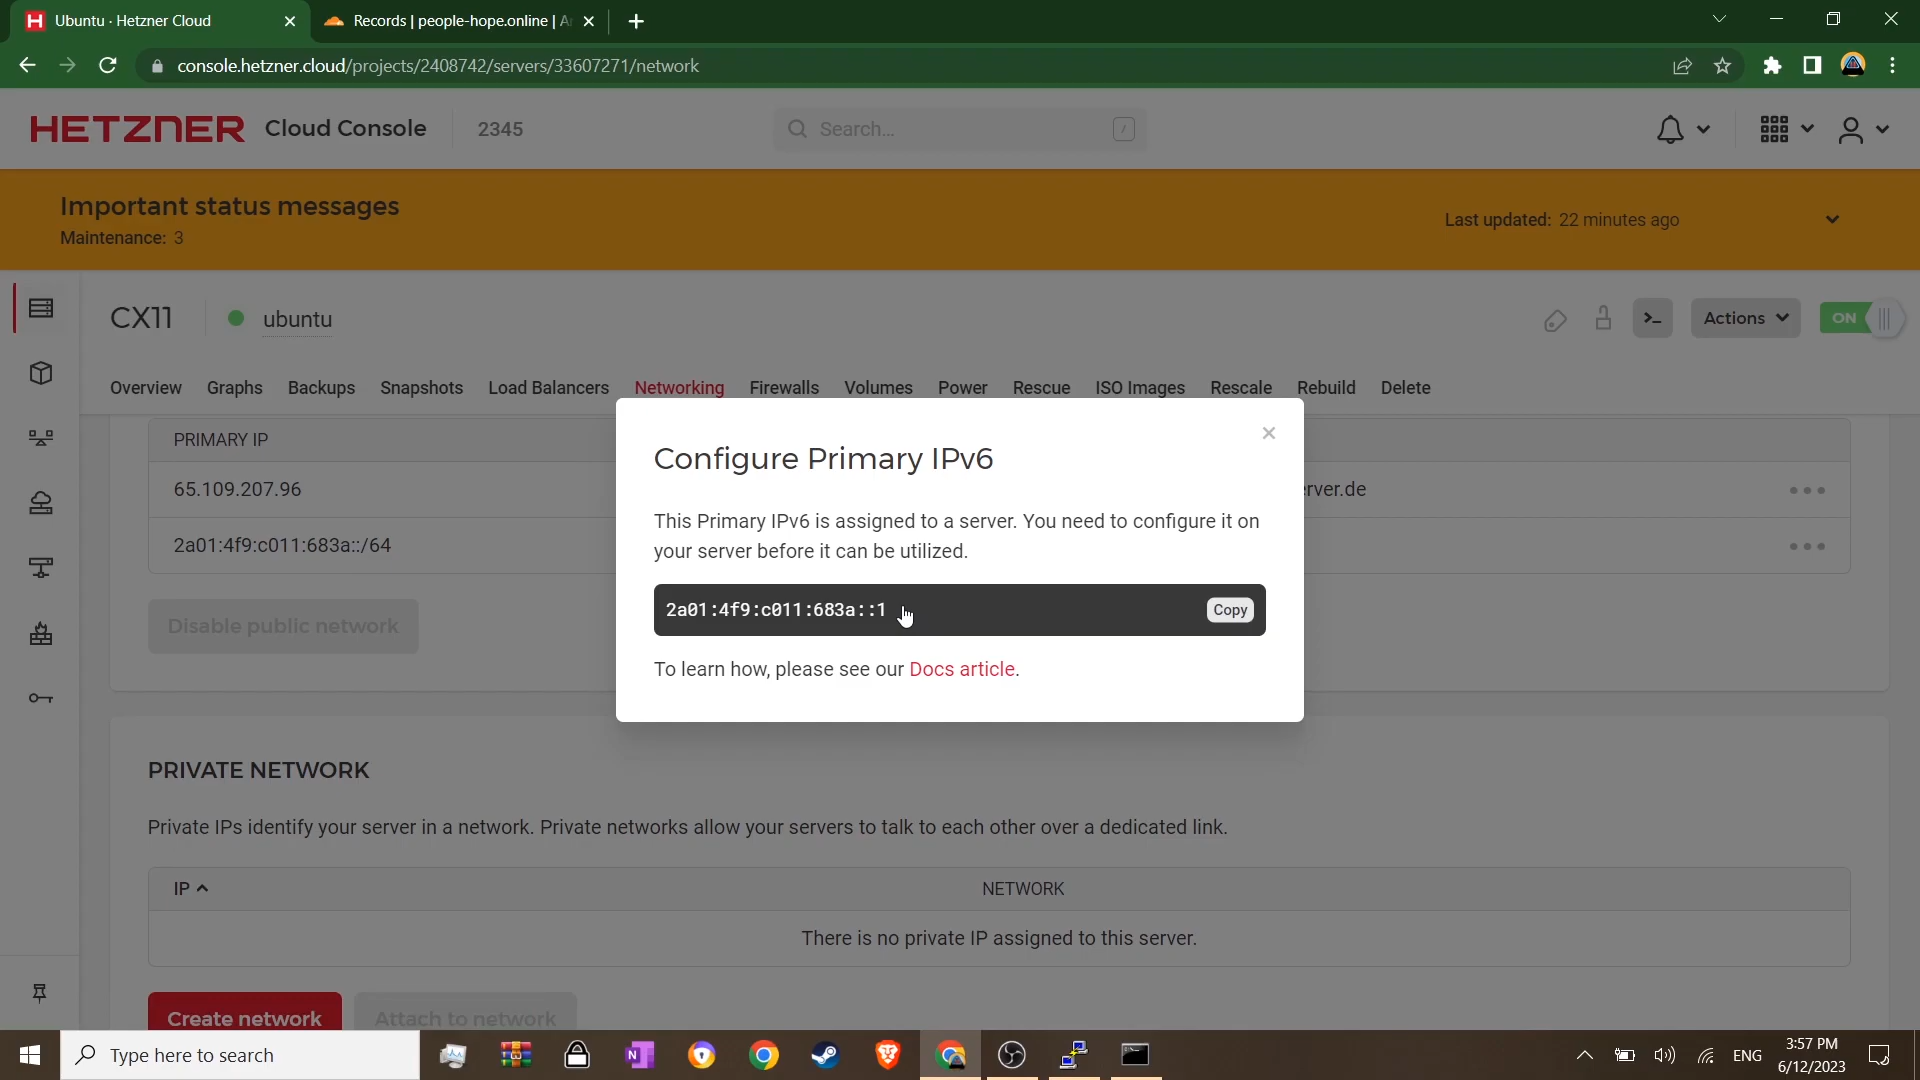 Ubuntu · Hetzner Cloud
Records | people-hope.online |
console.hetzner.cloud/projects/2408742/servers/33607271/network
HETZNER Cloud Console 2345 Search... /
Important status messages
Maintenance: 3
Last updated: 22 minutes ago
CX11 ubuntu
Actions ON
Overview Graphs Backups Snapshots Load Balancers Networking Firewalls Volumes Power Rescue ISO Images Rescale Rebuild Delete
PRIMARY IP
65.109.207.96
2a01:4f9:c011:683a::/64
Disable public network
Configure Primary IPv6
This Primary IPv6 is assigned to a server. You need to configure it on
your server before it can be utilized.
2a01:4f9:c011:683a::1 Copy
To learn how, please see our Docs article.
PRIVATE NETWORK
Private IPs identify your server in a network. Private networks allow your servers to talk to each other over a dedicated link.
IP NETWORK
There is no private IP assigned to this server.
Create network Attach to network
Type here to search
ENG
3:57 PM
6/12/2023